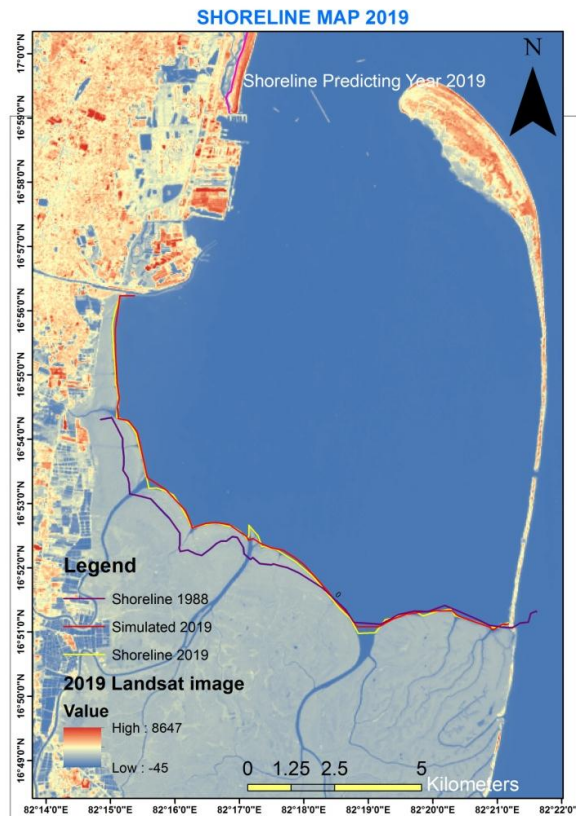 SHORELINE MAP 2019
Shoreline Predicting Year 2019
N
17°0'0"N
16°59'0"N
16°58'0"N
16°57'0"N
16°56'0"N
16°55'0"N
16°54'0"N
16°53'0"N
16°52'0"N
16°51'0"N
16°50'0"N
16°49'0"N
0
Legend
Shoreline 1988
Simulated 2019
Shoreline 2019
2019 Landsat image
Value
High : 8647
Low : -45
0 1.25 2.5 5
Kilometers
82°14'0"E 82°15'0"E 82°16'0"E 82°17'0"E 82°18'0"E 82°19'0"E 82°20'0"E 82°21'0"E 82°22'0"E